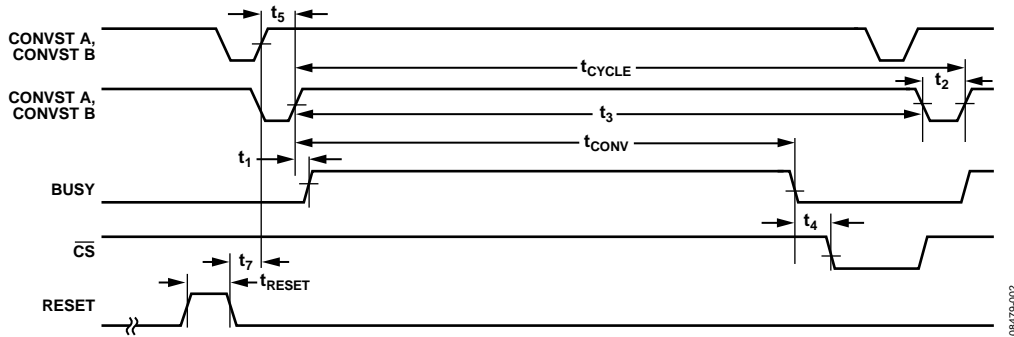 t5
CONVST A,
CONVST B
tCYCLE
t2
CONVST A,
CONVST B
t3
tCONV
t1
BUSY
t4
CS
t7
tRESET
RESET
08479-002